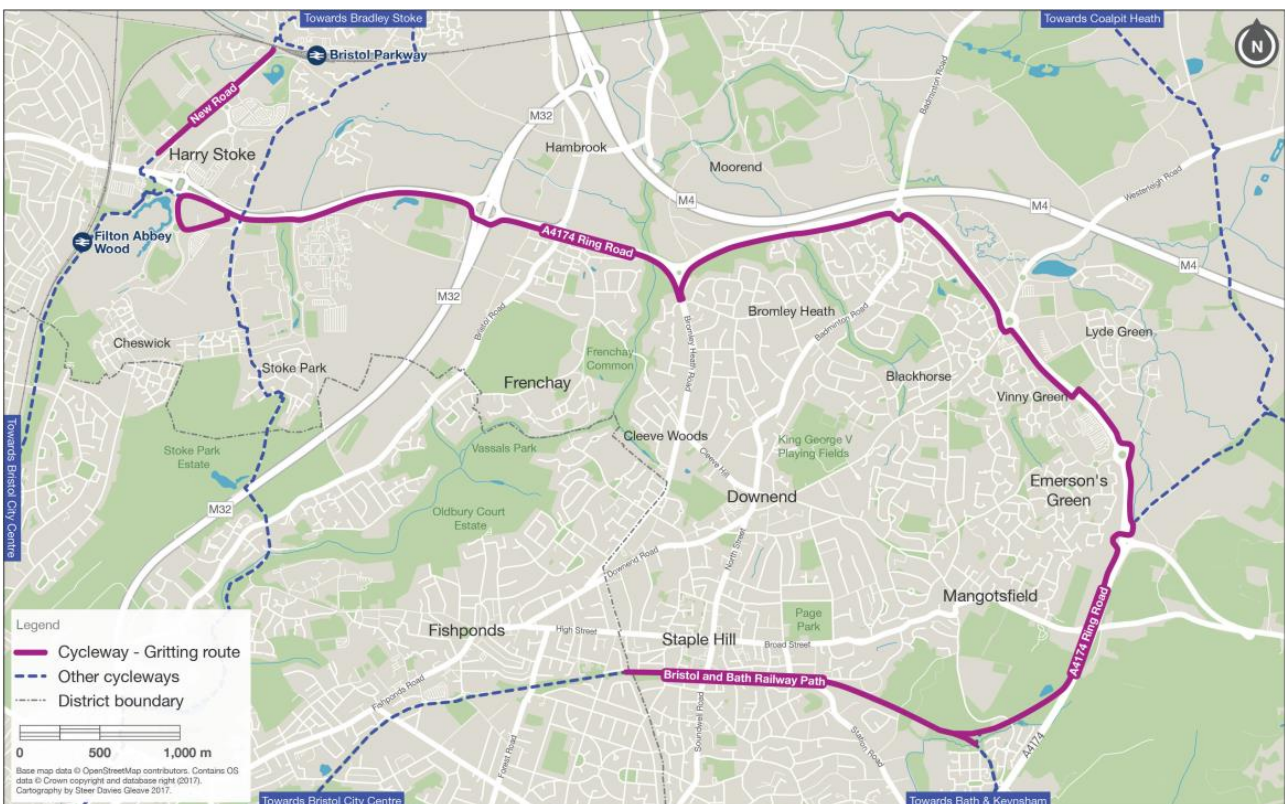 Towards Bradley Stoke
Towards Coalpit Heath
N
Bristol Parkway
New Road
M32
Badminton Road
Harry Stoke
Hambrook
Moorend
Westerleigh Road
M4
M4
M4
Filton Abbey
Wood
A4174 Ring Road
M32
Bristol Road
Bromley Heath
Badminton Road
Lyde Green
Cheswick
Stoke Park
Frenchay
Common
Bromley Heath Road
Frenchay
Blackhorse
Vinny Green
Towards Bristol City Centre
Stoke Park
Estate
Vassals Park
Cleeve Woods
King George V
Playing Fields
Cleeve Hill
Emerson's
Green
M32
Oldbury Court
Estate
Downend
North Street
Downend Road
Mangotsfield
Page
Park
Fishponds
High Street
Staple Hill
Broad Street
A4174 Ring Road
Bristol and Bath Railway Path
Fishponds Road
Forest Road
Soundwell Road
Station Road
A4174
Legend
Cycleway - Gritting route
Other cycleways
District boundary
0 500 1,000 m
Base map data © OpenStreetMap contributors. Contains OS
data © Crown copyright and database right (2017).
Cartography by Steer Davies Gleave 2017.
Towards Bristol City Centre
Towards Bath & Keynsham